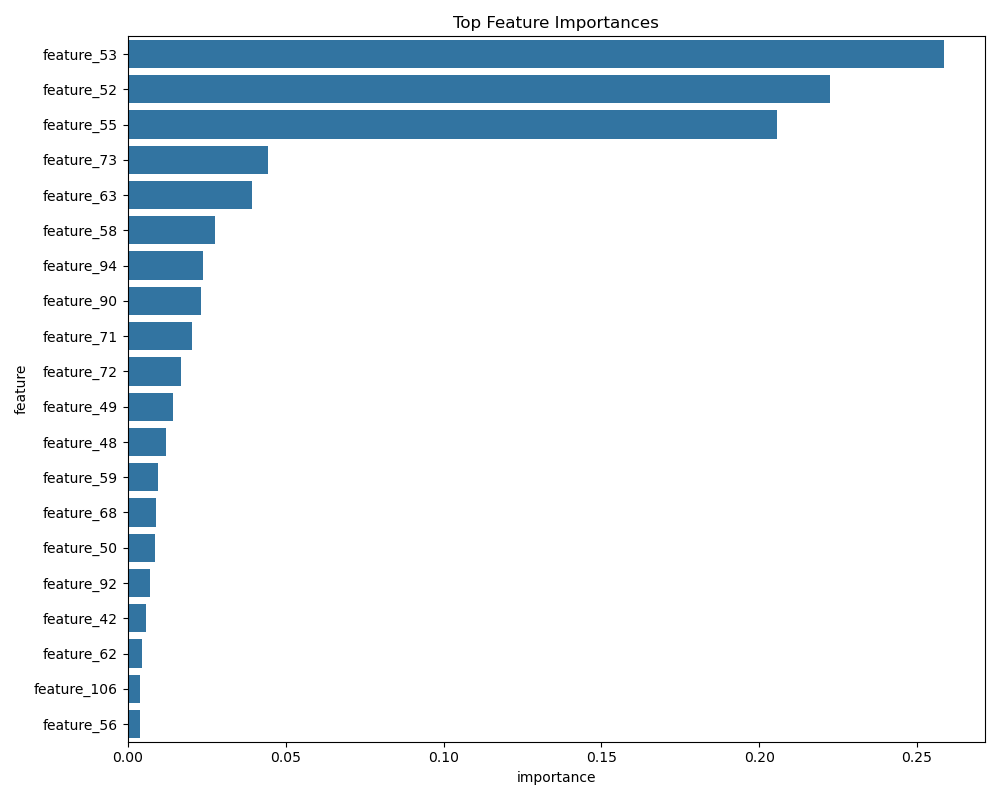 Top Feature Importances
feature_53
feature_52
feature_55
feature_73
feature_63
feature_58
feature_94
feature_90
feature_71
feature_72
feature_49
feature_48
feature_59
feature_68
feature_50
feature_92
feature_42
feature_62
feature_106
feature_56
feature
0.00 0.05 0.10 0.15 0.20 0.25
importance